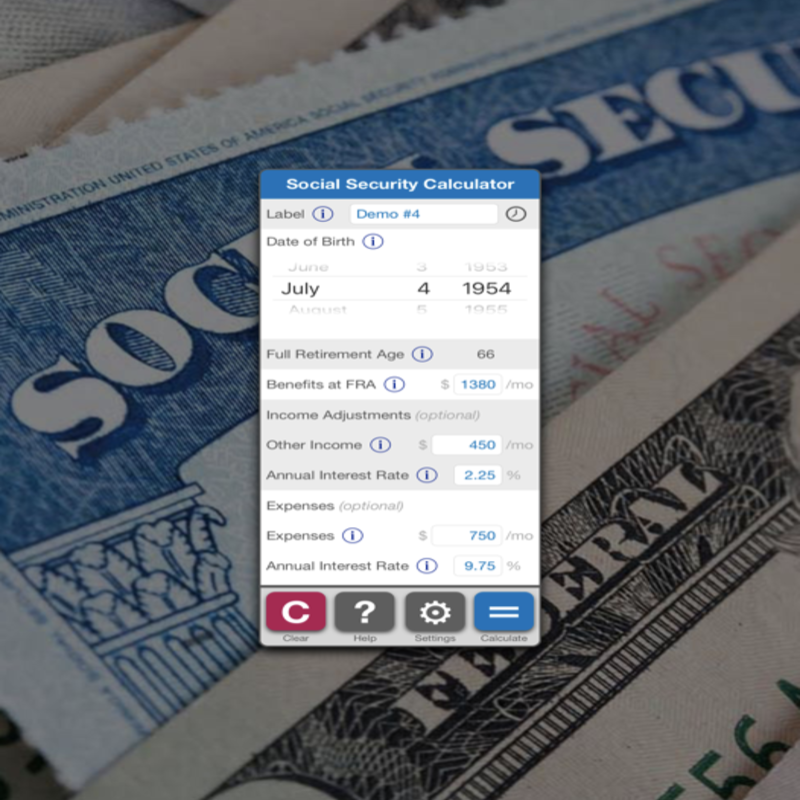 MINISTRATION UNITED STATES OF AMERICA SOCIAL SECURITY
SOC
SECU
Social Security Calculator
Label i Demo #4
Date of Birth i
June 3 1953
July 4 1954
August 5 1955
Full Retirement Age i 66
Benefits at FRA i $ 1380 /mo
Income Adjustments (optional)
Other Income i $ 450 /mo
Annual Interest Rate i 2.25 %
Expenses (optional)
Expenses i $ 750 /mo
Annual Interest Rate i 9.75 %
C ? =
Clear Help Settings Calculate
FEDERAL